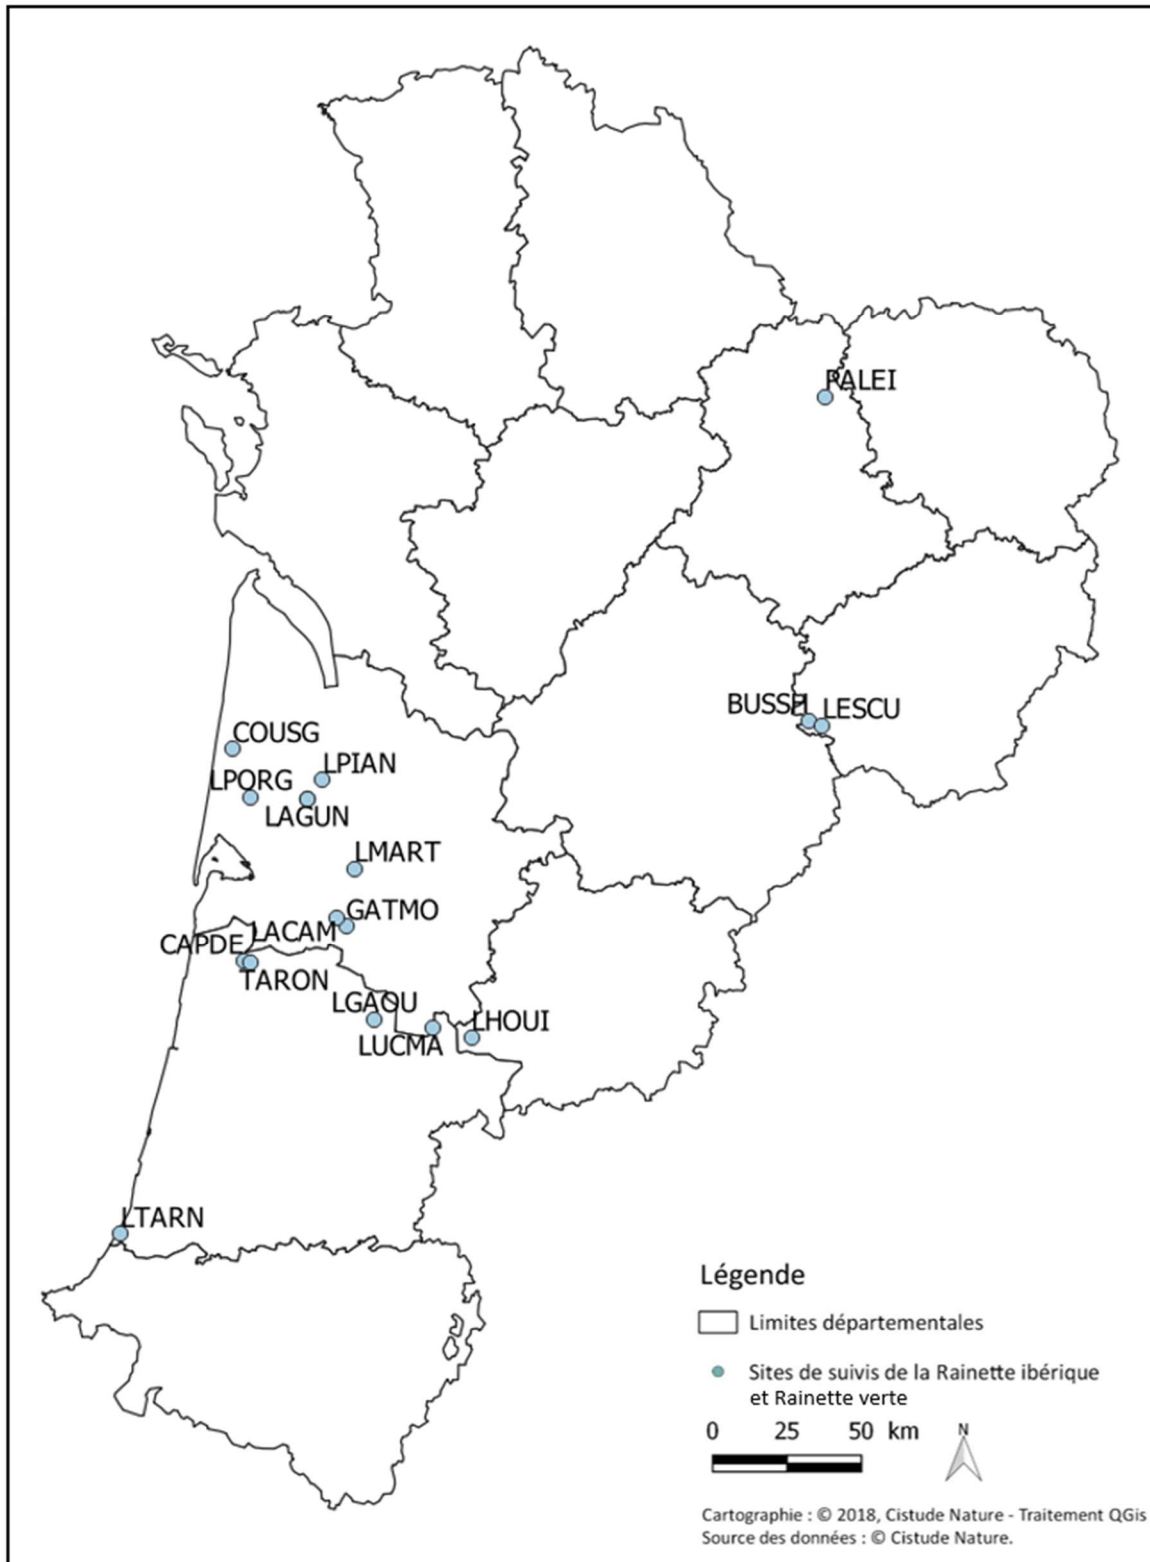 PALEI
BUSSH LESCU
COUSG
LPIAN
LPORG
LAGUN
LMART
GATMO
LACAM
CAPDE
TARON
LGAOU
LHOUI
LUCMA
LTARN
Légende
Limites départementales
Sites de suivis de la Rainette ibérique
et Rainette verte
0 25 50 km
N
Cartographie : © 2018, Cistude Nature - Traitement QGis
Source des données : © Cistude Nature.